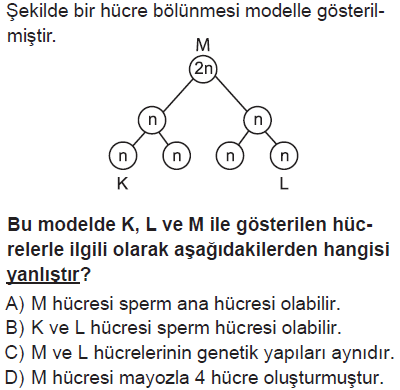 Şekilde bir hücre bölünmesi modelle gösteril-
miştir.
M
2n
n n
n n n n
K L
Bu modelde K, L ve M ile gösterilen hüc-
relerle ilgili olarak aşağıdakilerden hangisi
yanlıştır?
A) M hücresi sperm ana hücresi olabilir.
B) K ve L hücresi sperm hücresi olabilir.
C) M ve L hücrelerinin genetik yapıları aynıdır.
D) M hücresi mayozla 4 hücre oluşturmuştur.